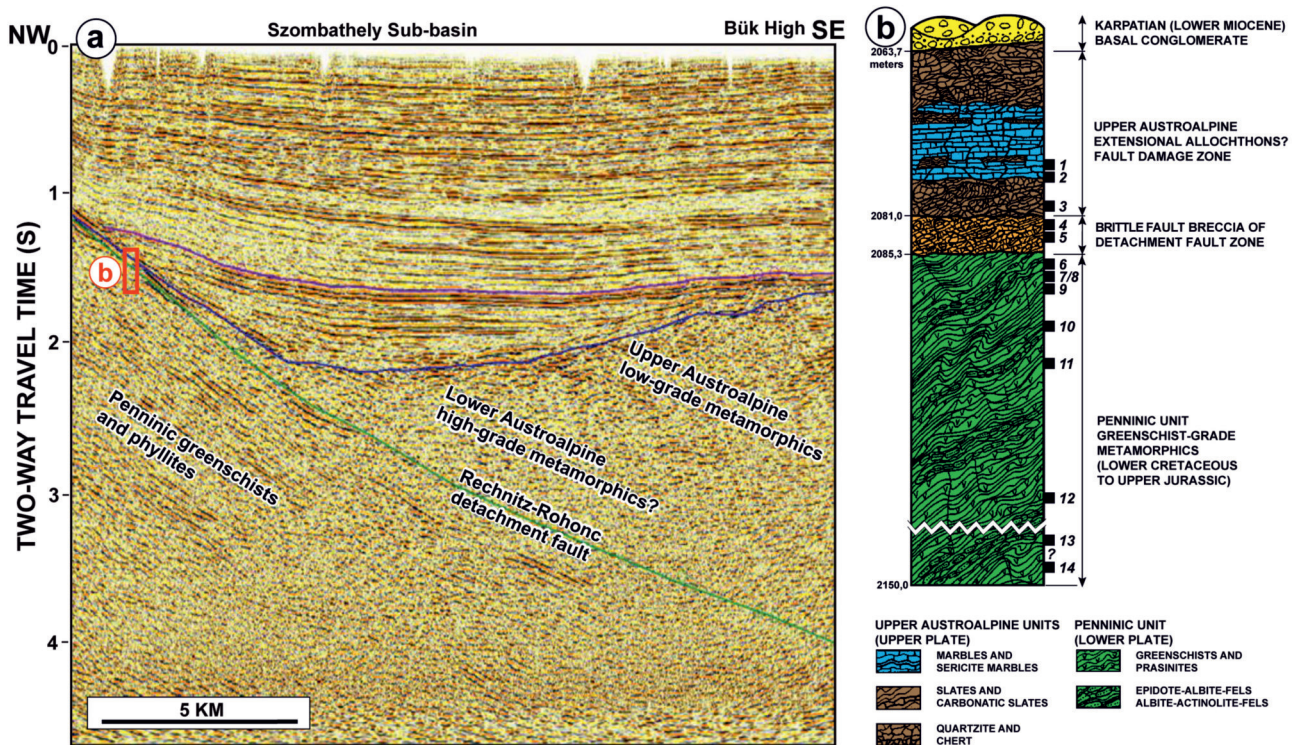 NW
a
Szombathely Sub-basin
Bük High SE
0
1
2
3
4
TWO-WAY TRAVEL TIME (S)
b
Penninic greenschists
and phyllites
Lower Austroalpine
high-grade metamorphics?
Upper Austroalpine
low-grade metamorphics
Rechnitz-Rohonc
detachment fault
5 KM
b
2063,7
meters
2081,0
2085,3
2150,0
1
2
3
4
5
6
7/8
9
10
11
12
13
?
14
KARPATIAN (LOWER MIOCENE)
BASAL CONGLOMERATE
UPPER AUSTROALPINE
EXTENSIONAL ALLOCHTHONS?
FAULT DAMAGE ZONE
BRITTLE FAULT BRECCIA OF
DETACHMENT FAULT ZONE
PENNINIC UNIT
GREENSCHIST-GRADE
METAMORPHICS
(LOWER CRETACEOUS
TO UPPER JURASSIC)
UPPER AUSTROALPINE UNITS
(UPPER PLATE)
MARBLES AND
SERICITE MARBLES
SLATES AND
CARBONATIC SLATES
QUARTZITE AND
CHERT
PENNINIC UNIT
(LOWER PLATE)
GREENSCHISTS AND
PRASINITES
EPIDOTE-ALBITE-FELS
ALBITE-ACTINOLITE-FELS